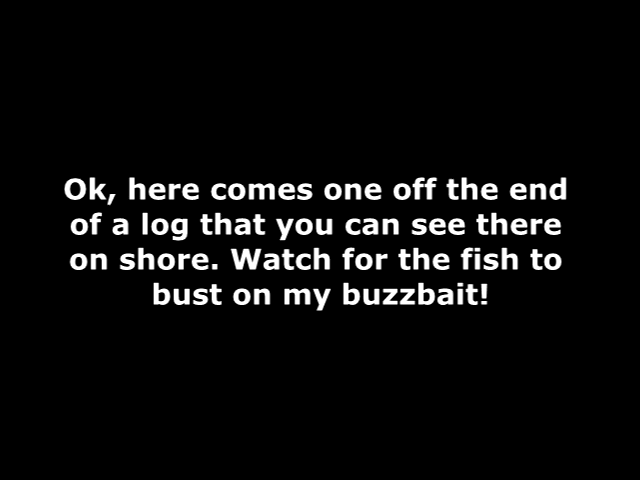 Ok, here comes one off the end
of a log that you can see there
on shore. Watch for the fish to
bust on my buzzbait!